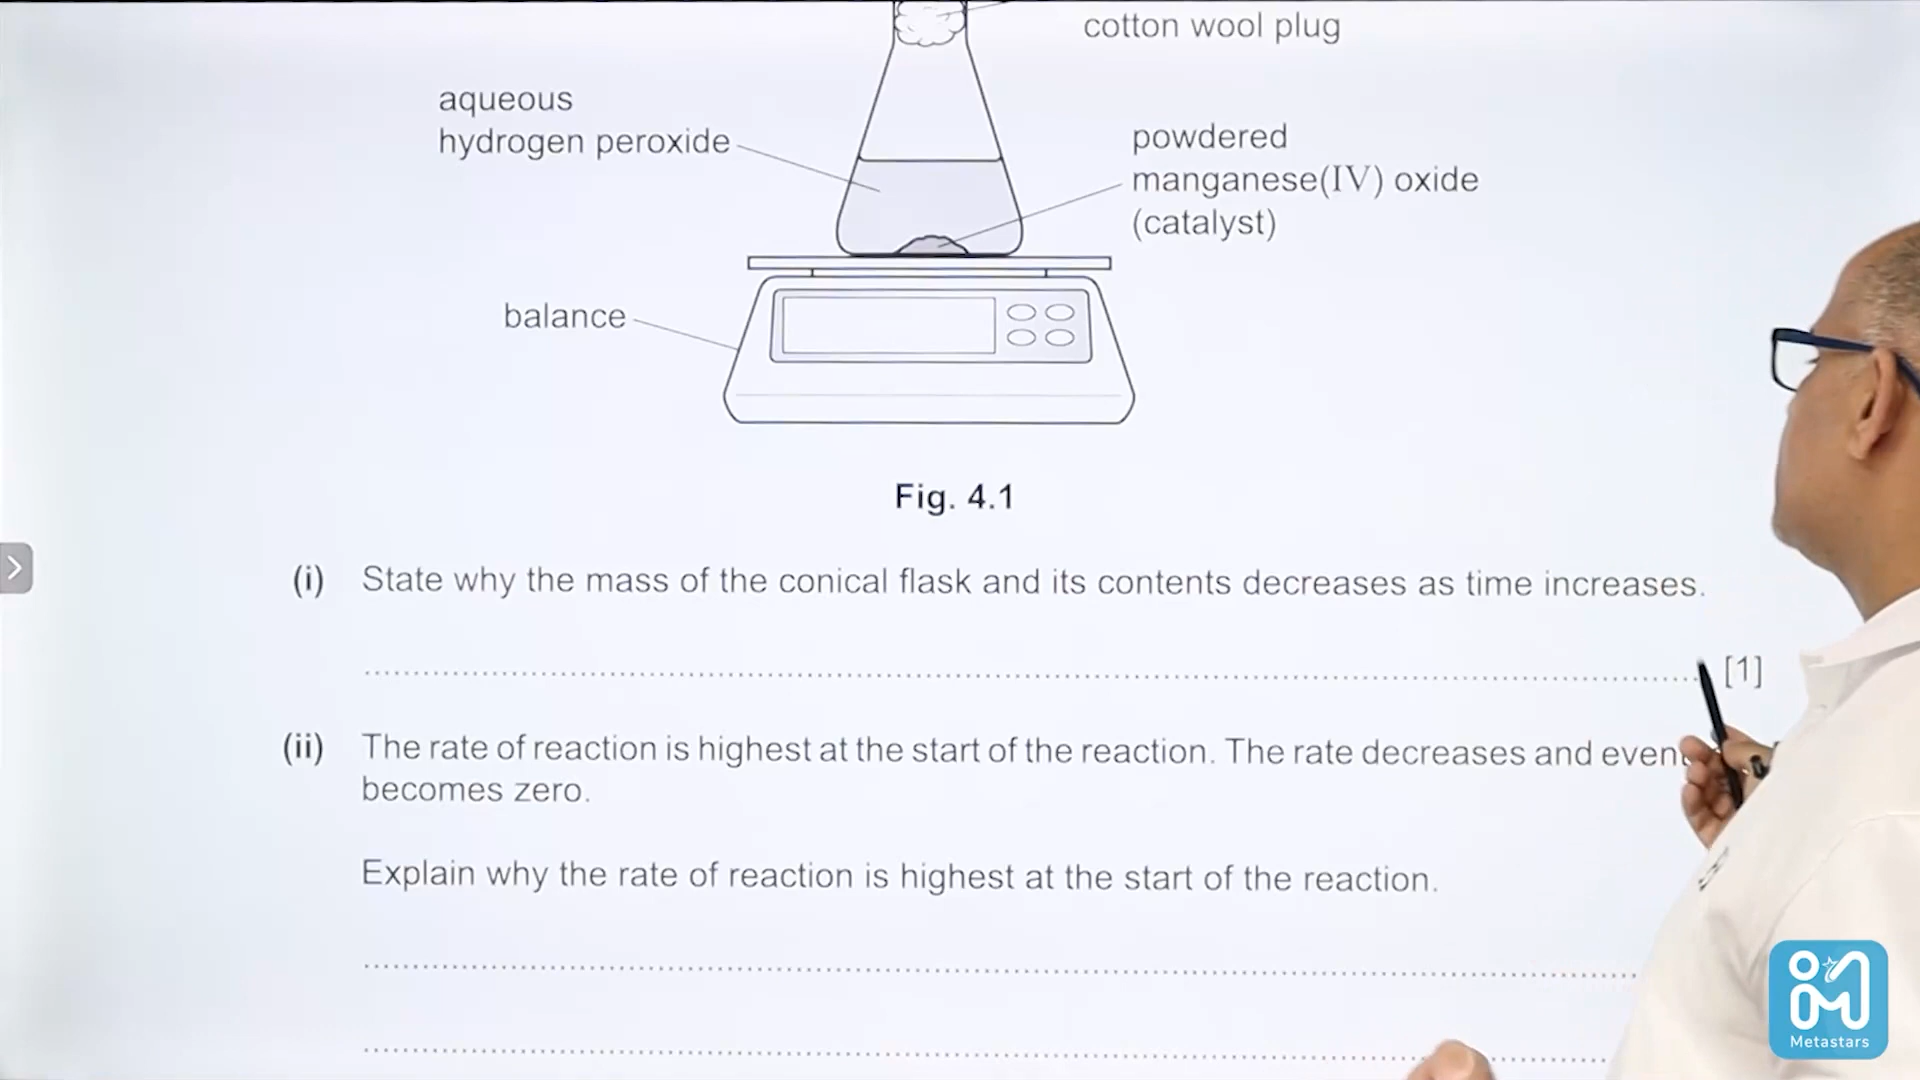 cotton wool plug
aqueous
hydrogen peroxide
powdered
manganese(IV) oxide
(catalyst)
balance
Fig. 4.1
(i) State why the mass of the conical flask and its contents decreases as time increases.
[1]
(ii) The rate of reaction is highest at the start of the reaction. The rate decreases and
becomes zero.
Explain why the rate of reaction is highest at the start of the reaction.
Metastars